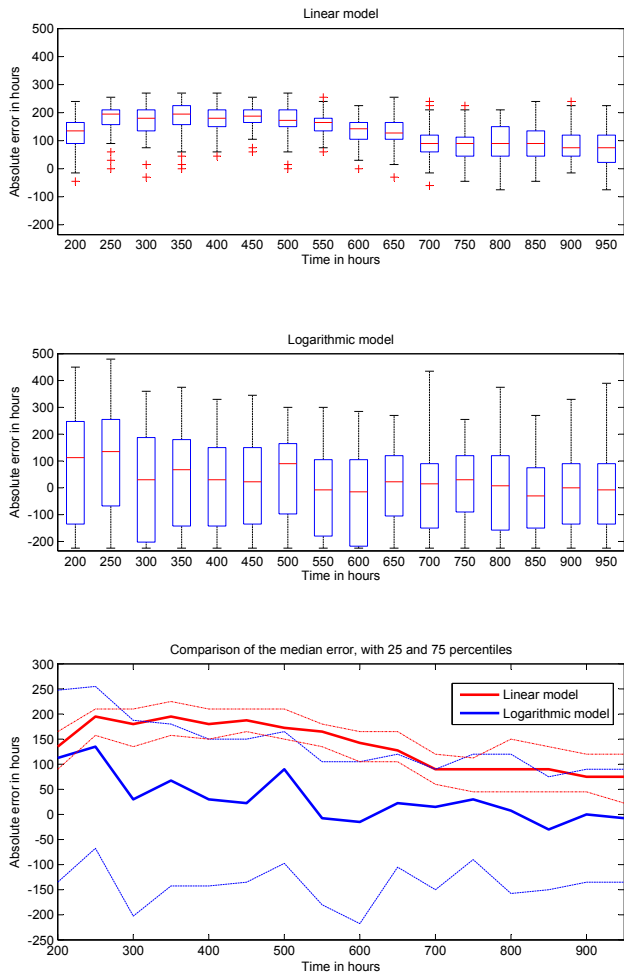 Linear model
500
400
300
200
100
0
-100
-200
Absolute error in hours
200 250 300 350 400 450 500 550 600 650 700 750 800 850 900 950
Time in hours
Logarithmic model
500
400
300
200
100
0
-100
-200
Absolute error in hours
200 250 300 350 400 450 500 550 600 650 700 750 800 850 900 950
Time in hours
Comparison of the median error, with 25 and 75 percentiles
300
250
200
150
100
50
0
-50
-100
-150
-200
-250
Absolute error in hours
Linear model
Logarithmic model
200 300 400 500 600 700 800 900
Time in hours